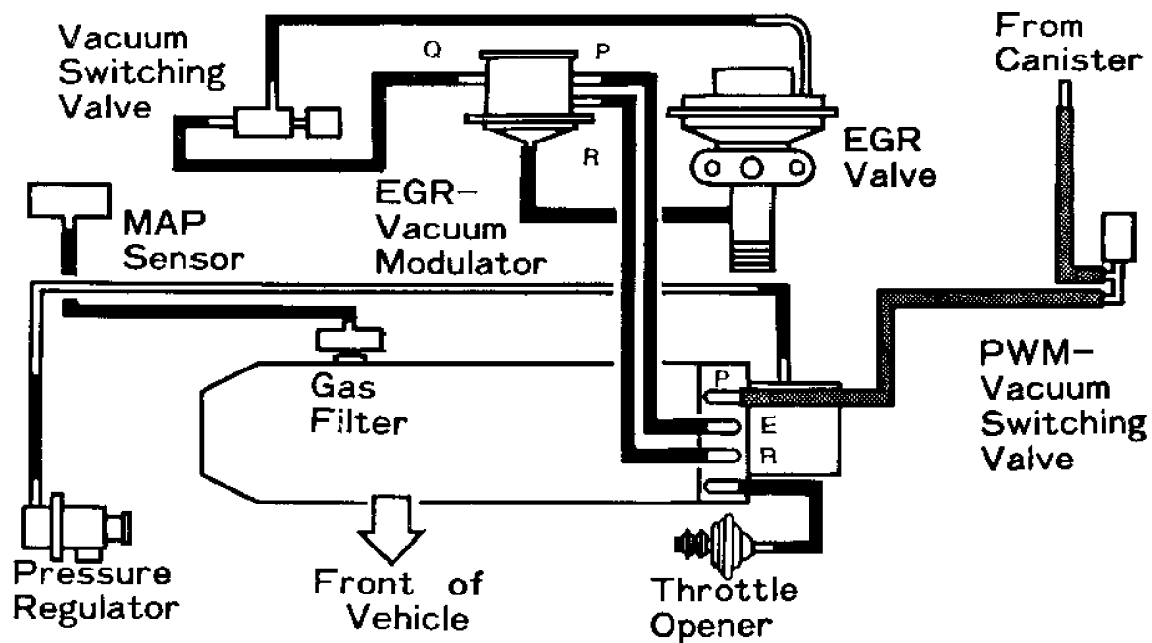 Vacuum
Switching
Valve
Q
P
R
From
Canister
EGR
Valve
MAP
Sensor
EGR-
Vacuum
Modulator
PWM-
Vacuum
Switching
Valve
Gas
Filter
P
E
R
Pressure
Regulator
Front of
Vehicle
Throttle
Opener